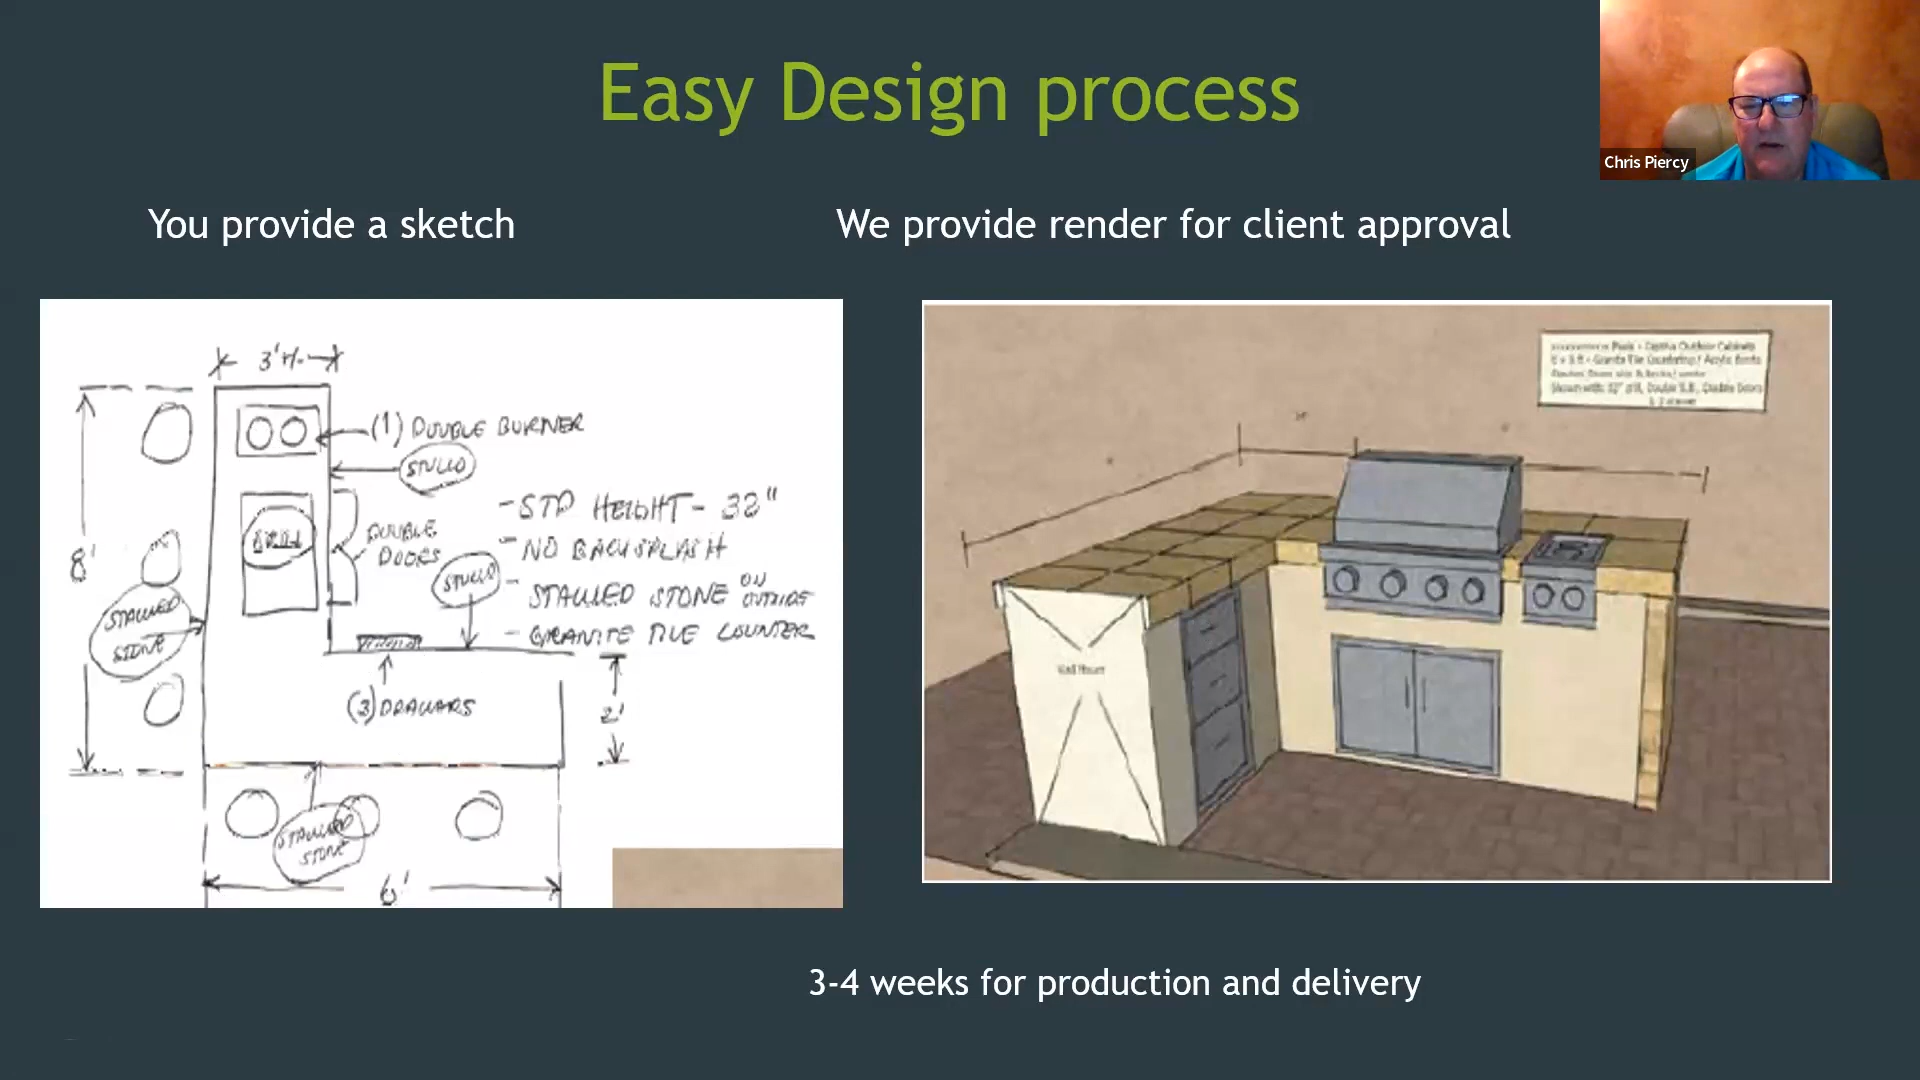 Easy Design process
Chris Piercy
You provide a sketch
We provide render for client approval
3'+/-
(1) DOUBLE BURNER
STUCCO
- STD HEIGHT -
DOUBLE
DOORS
- NO BACKSPLASH
STUCCO
- STACKED STONE ON OUTSIDE
- GRANITE TILE COUNTER
8'
STACKED
STONE
GRILL
(3) DRAWERS
2'
STACKED
STONE
6'
3-4 weeks for production and delivery